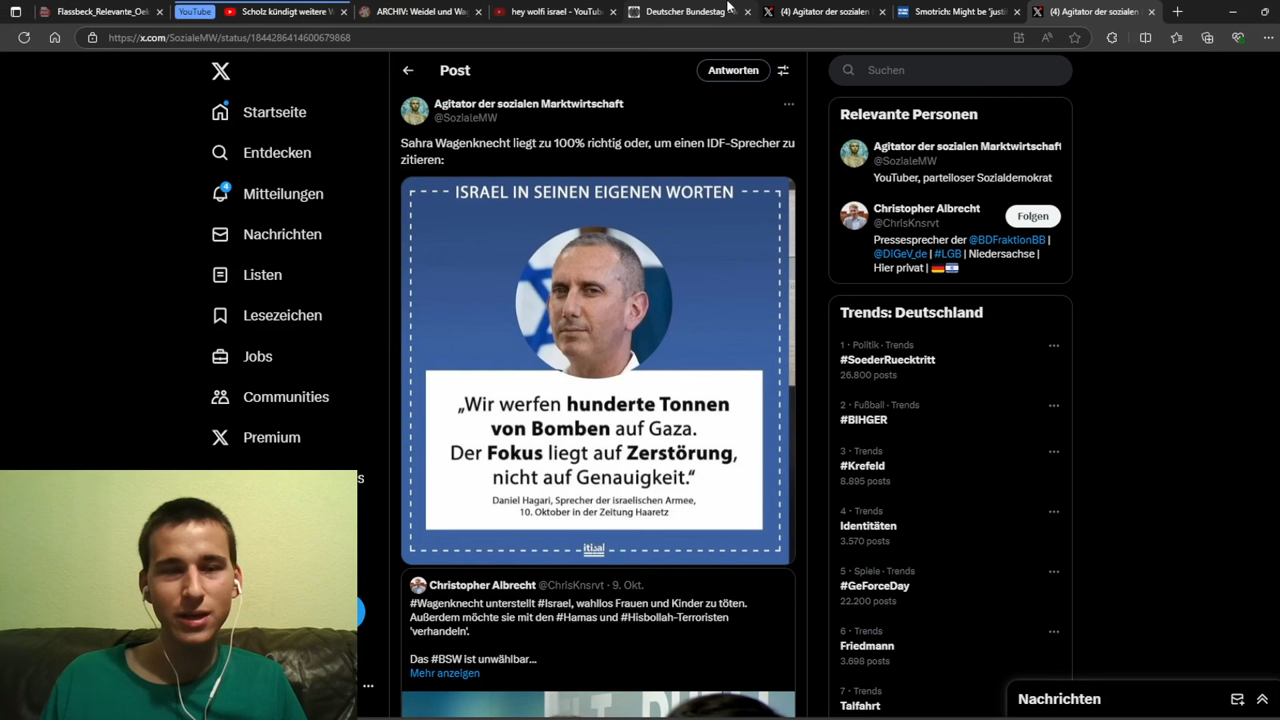 Flassbeck_Relevante_Oek
YouTube
Scholz kündigt weitere V
ARCHIV: Weidel und Wa
hey wolfi israel - YouTub
Deutscher Bundestag
(4) Agitator der sozialen
Smotrich: Might be 'justi
(4) Agitator der sozialen
https://x.com/SozialeMW/status/1844286414600679868
Startseite
Entdecken
4
Mitteilungen
Nachrichten
Listen
Lesezeichen
Jobs
Communities
Premium
s
Post
Antworten
Agitator der sozialen Marktwirtschaft
@SozialeMW
Sahra Wagenknecht liegt zu 100% richtig oder, um einen IDF-Sprecher zu
zitieren:
ISRAEL IN SEINEN EIGENEN WORTEN
„Wir werfen hunderte Tonnen
von Bomben auf Gaza.
Der Fokus liegt auf Zerstörung,
nicht auf Genauigkeit.“
Daniel Hagari, Sprecher der israelischen Armee,
10. Oktober in der Zeitung Haaretz
Christopher Albrecht @ChrisKnsrvt · 9. Okt.
#Wagenknecht unterstellt #Israel, wahllos Frauen und Kinder zu töten.
Außerdem möchte sie mit den #Hamas und #Hisbollah-Terroristen
'verhandeln'.
Das #BSW ist unwählbar...
Mehr anzeigen
Suchen
Relevante Personen
Agitator der sozialen Marktwirtschaft
@SozialeMW
YouTuber, parteiloser Sozialdemokrat
Christopher Albrecht
@ChrisKnsrvt
Folgen
Pressesprecher der @BDFraktionBB |
@DIGeV_de | #LGB | Niedersachse |
Hier privat |
Trends: Deutschland
1 · Politik · Trends
#SoederRuecktritt
26.800 posts
2 · Fußball · Trends
#BIHGER
3 · Trends
#Krefeld
8.895 posts
4 · Trends
Identitäten
3.570 posts
5 · Spiele · Trends
#GeForceDay
22.200 posts
6 · Trends
Friedmann
3.698 posts
7 · Trends
Talfahrt
Nachrichten